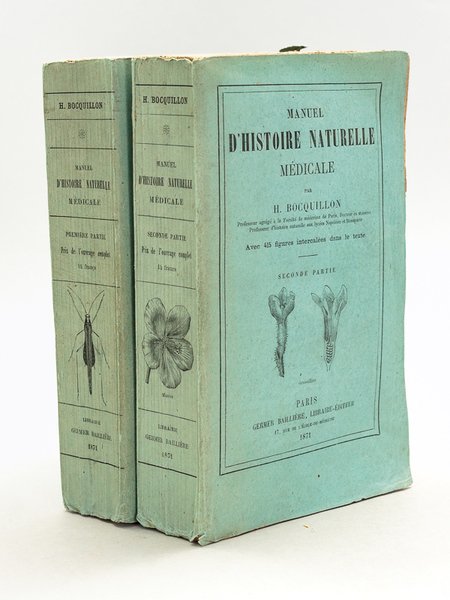 H. BOCQUILLON
MANUEL
D'HISTOIRE NATURELLE
MÉDICALE
PREMIÈRE PARTIE
Prix de l'ouvrage complet
14 francs
LIBRAIRIE
GERMER BAILLIÈRE
1871
H. BOCQUILLON
MANUEL
D'HISTOIRE NATURELLE
MÉDICALE
SECONDE PARTIE
Prix de l'ouvrage complet
14 francs
LIBRAIRIE
GERMER BAILLIÈRE
1871
MANUEL
D'HISTOIRE NATURELLE
MÉDICALE
PAR
H. BOCQUILLON
Professeur agrégé à la Faculté de médecine de Paris, Docteur ès sciences
Professeur d'histoire naturelle aux lycées Napoléon et Bonaparte
Avec 415 figures intercalées dans le texte
SECONDE PARTIE
PARIS
GERMER BAILLIÈRE, LIBRAIRE-ÉDITEUR
17, RUE DE L'ÉCOLE-DE-MÉDECINE
1871